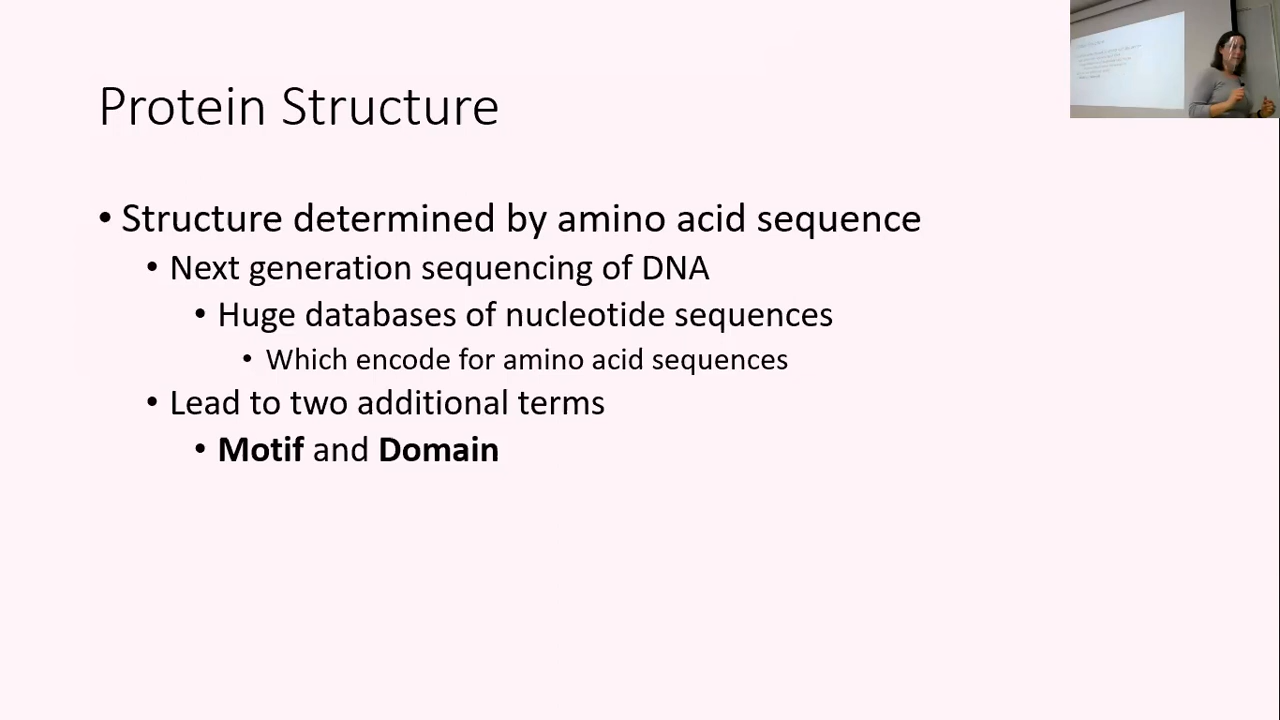 Protein Structure
• Structure determined by amino acid sequence
• Next generation sequencing of DNA
• Huge databases of nucleotide sequences
• Which encode for amino acid sequences
• Lead to two additional terms
• Motif and Domain